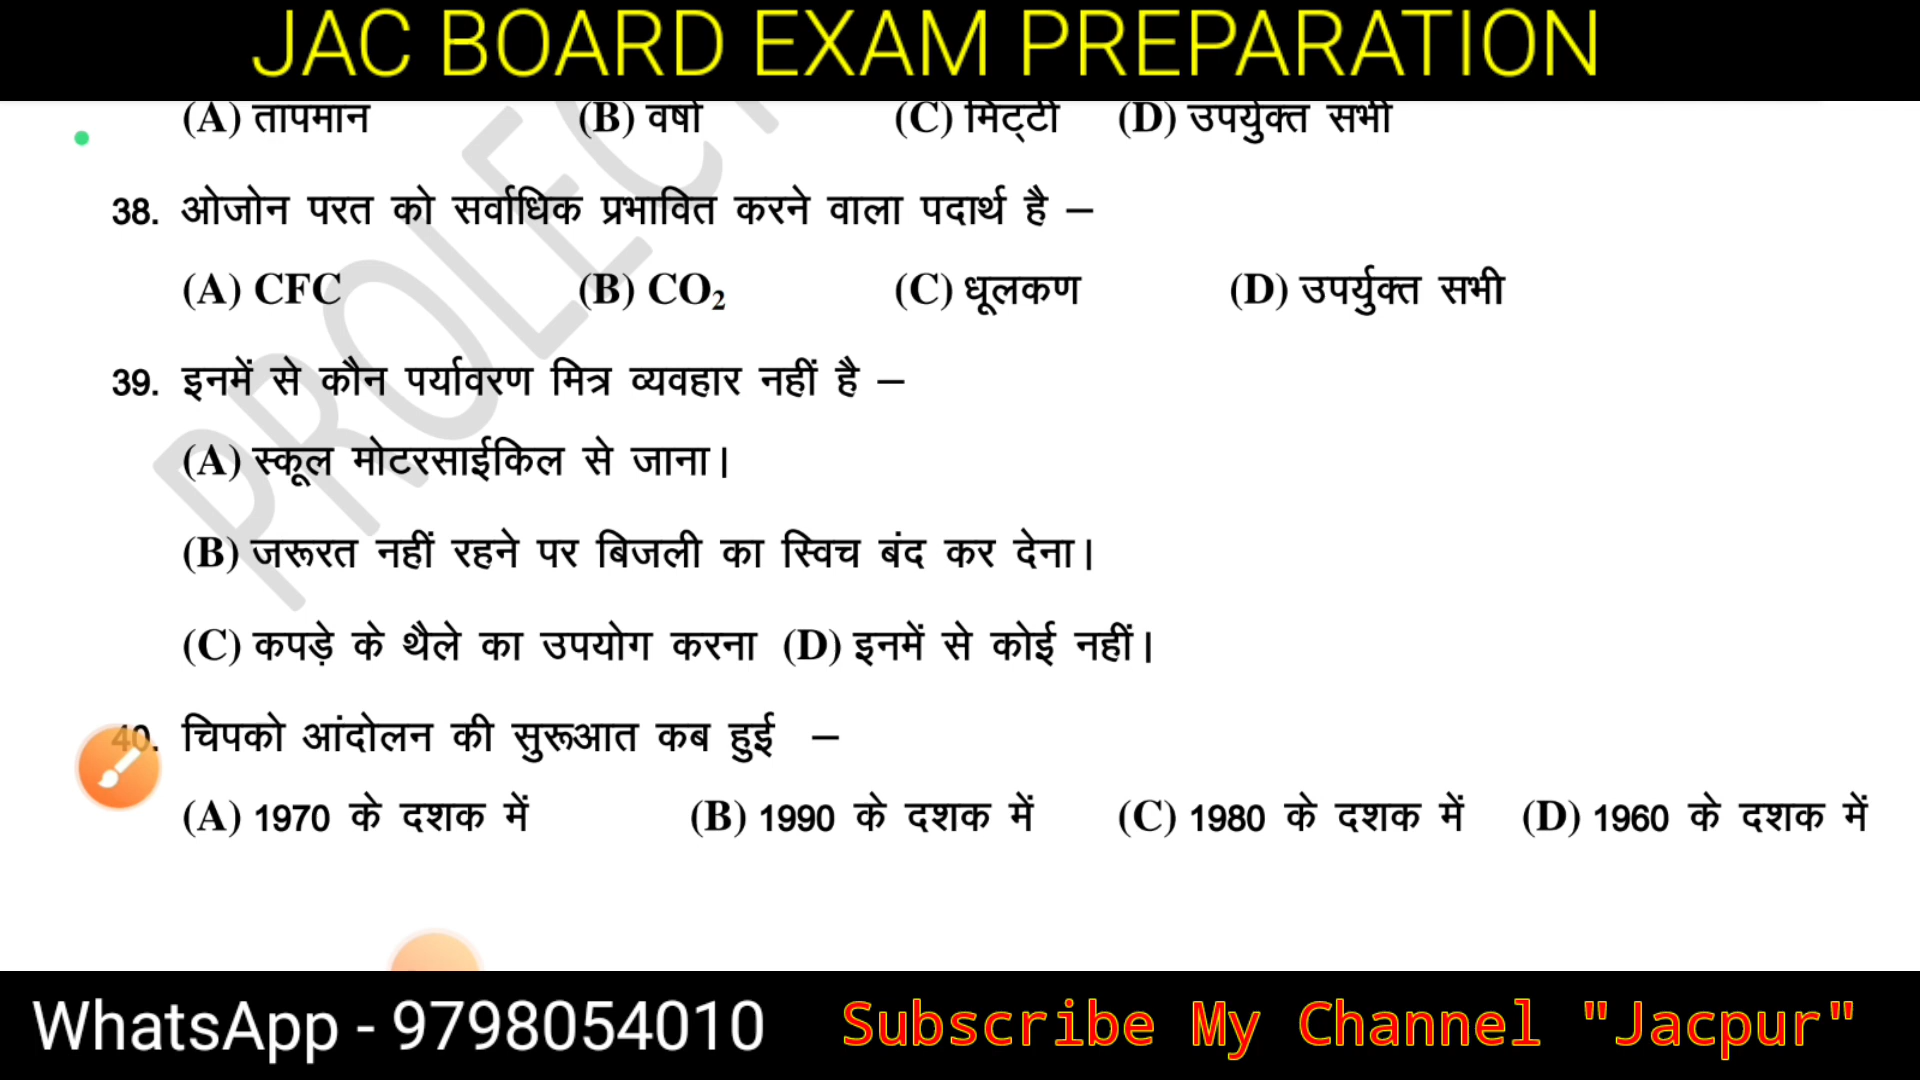 JAC BOARD EXAM PREPARATION
(A) तापमान (B) वर्षा (C) मिट्टी (D) उपर्युक्त सभी
38. ओजोन परत को सर्वाधिक प्रभावित करने वाला पदार्थ है –
(A) CFC (B) CO₂ (C) धूलकण (D) उपर्युक्त सभी
39. इनमें से कौन पर्यावरण मित्र व्यवहार नहीं है –
(A) स्कूल मोटरसाईकिल से जाना।
(B) जरूरत नहीं रहने पर बिजली का स्विच बंद कर देना।
(C) कपड़े के थैले का उपयोग करना (D) इनमें से कोई नहीं।
40. चिपको आंदोलन की सुरूआत कब हुई –
(A) 1970 के दशक में (B) 1990 के दशक में (C) 1980 के दशक में (D) 1960 के दशक में
WhatsApp - 9798054010 Subscribe My Channel "Jacpur"